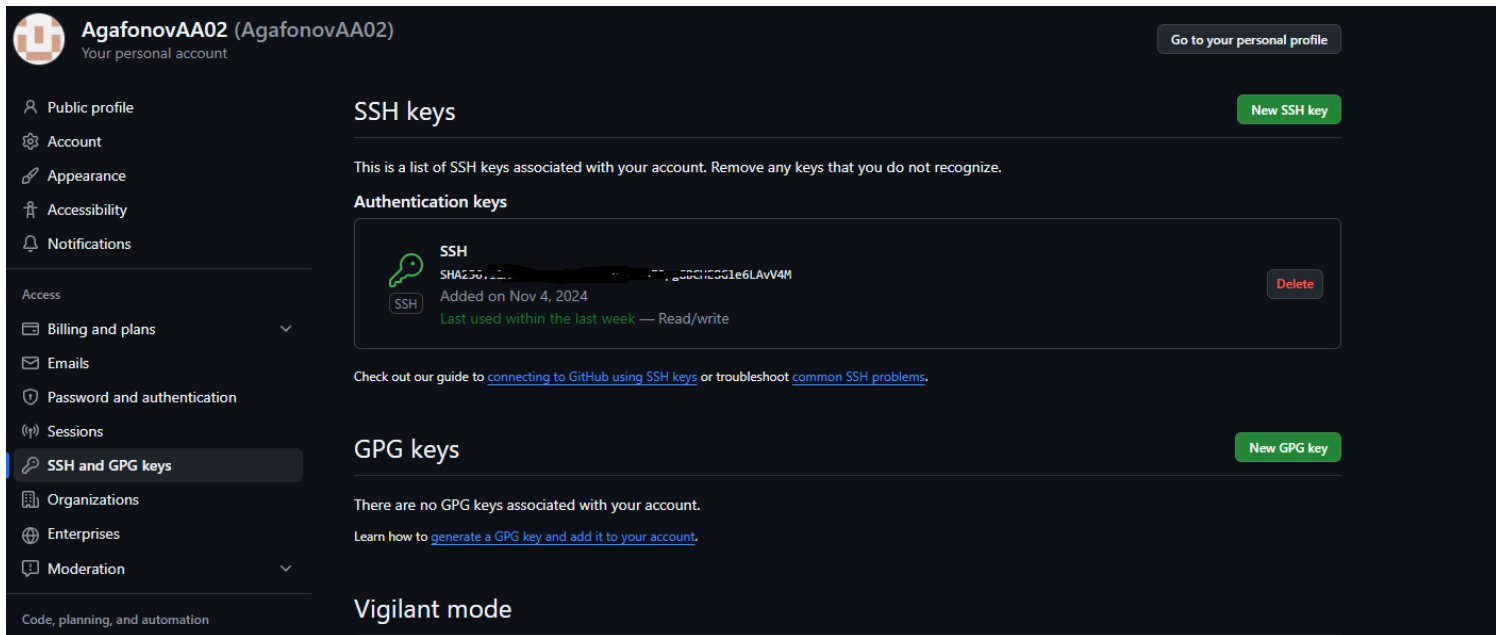 AgafonovAA02 (AgafonovAA02)
Your personal account
Go to your personal profile
Public profile
Account
Appearance
Accessibility
Notifications
Access
Billing and plans
Emails
Password and authentication
Sessions
SSH and GPG keys
Organizations
Enterprises
Moderation
Code, planning, and automation
SSH keys
New SSH key
This is a list of SSH keys associated with your account. Remove any keys that you do not recognize.
Authentication keys
SSH
SSH
Added on Nov 4, 2024
Last used within the last week — Read/write
Delete
Check out our guide to connecting to GitHub using SSH keys or troubleshoot common SSH problems.
GPG keys
New GPG key
There are no GPG keys associated with your account.
Learn how to generate a GPG key and add it to your account.
Vigilant mode